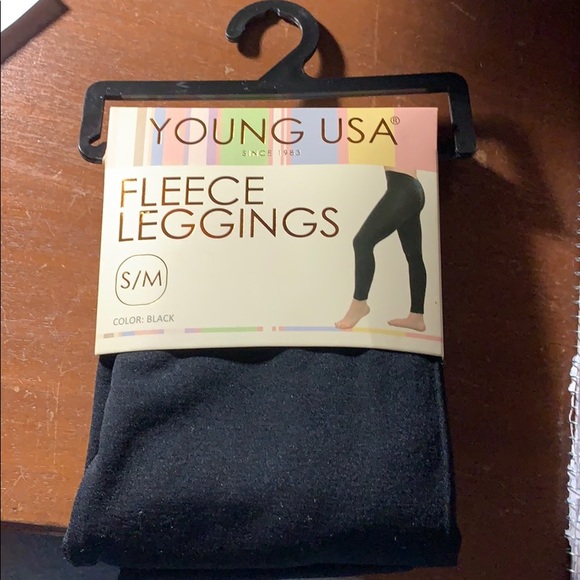 YOUNG USA®
SINCE 1983
FLEECE
LEGGINGS
S/M
COLOR: BLACK